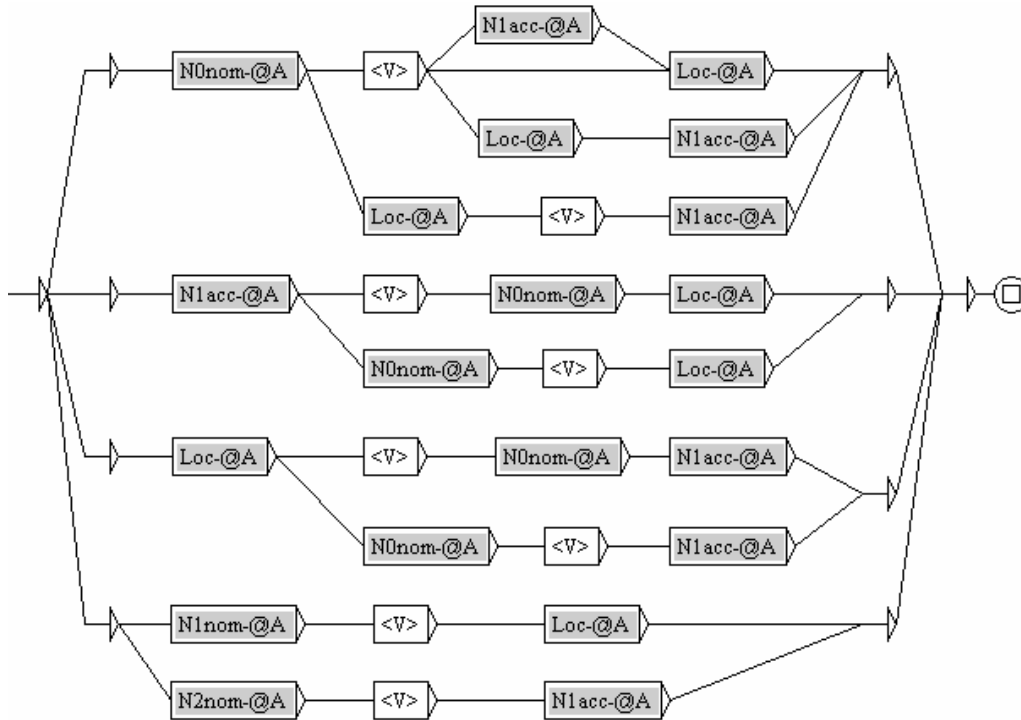 N1acc-@A
N0nom-@A <V> Loc-@A
Loc-@A N1acc-@A
Loc-@A <V> N1acc-@A
N1acc-@A <V> N0nom-@A Loc-@A
N0nom-@A <V> Loc-@A
Loc-@A <V> N0nom-@A N1acc-@A
N0nom-@A <V> N1acc-@A
N1nom-@A <V> Loc-@A
N2nom-@A <V> N1acc-@A